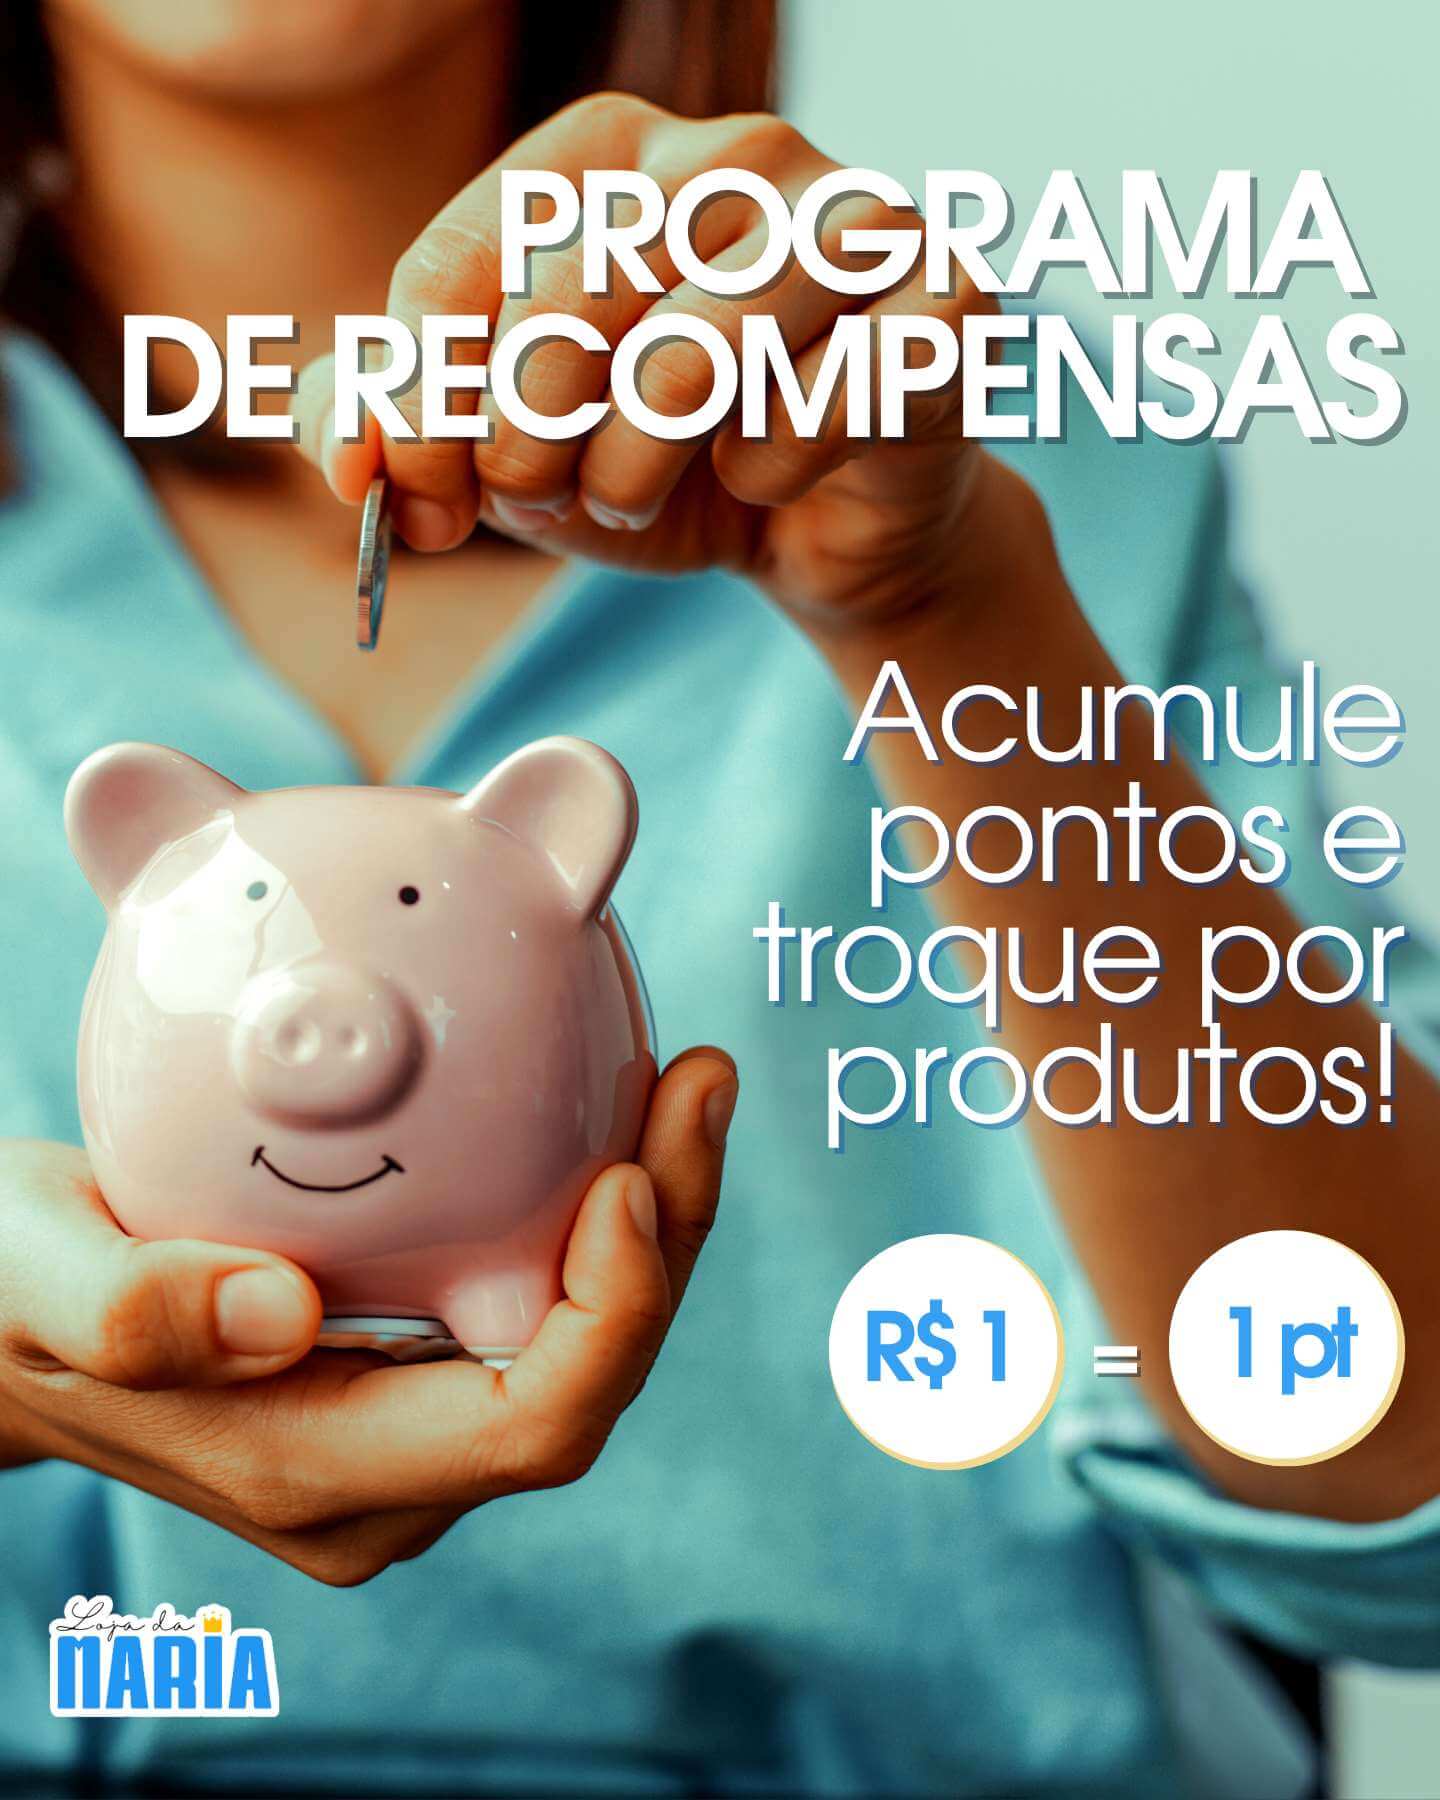 PROGRAMA
DE RECOMPENSAS
Acumule
pontos e
troque por
produtos!
R$ 1 = 1 pt
Loja da
MARIA